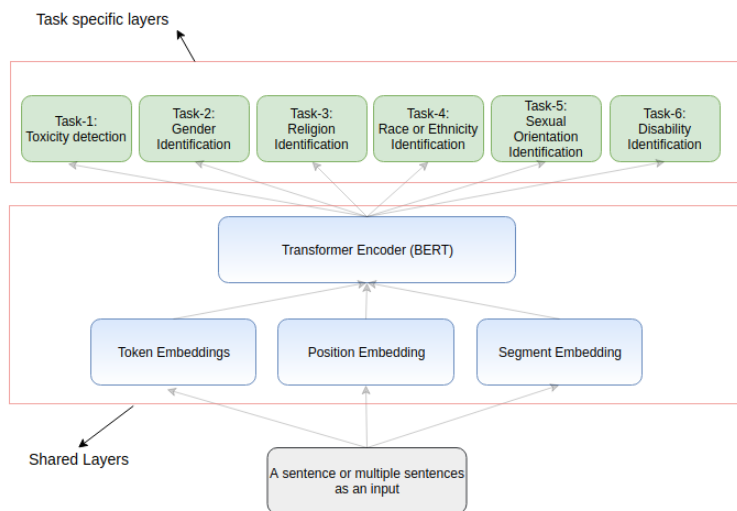 Task specific layers
Task-1:
Toxicity detection
Task-2:
Gender
Identification
Task-3:
Religion
Identification
Task-4:
Race or Ethnicity
Identification
Task-5:
Sexual
Orientation
Identification
Task-6:
Disability
Identification
Transformer Encoder (BERT)
Token Embeddings
Position Embedding
Segment Embedding
Shared Layers
A sentence or multiple sentences
as an input